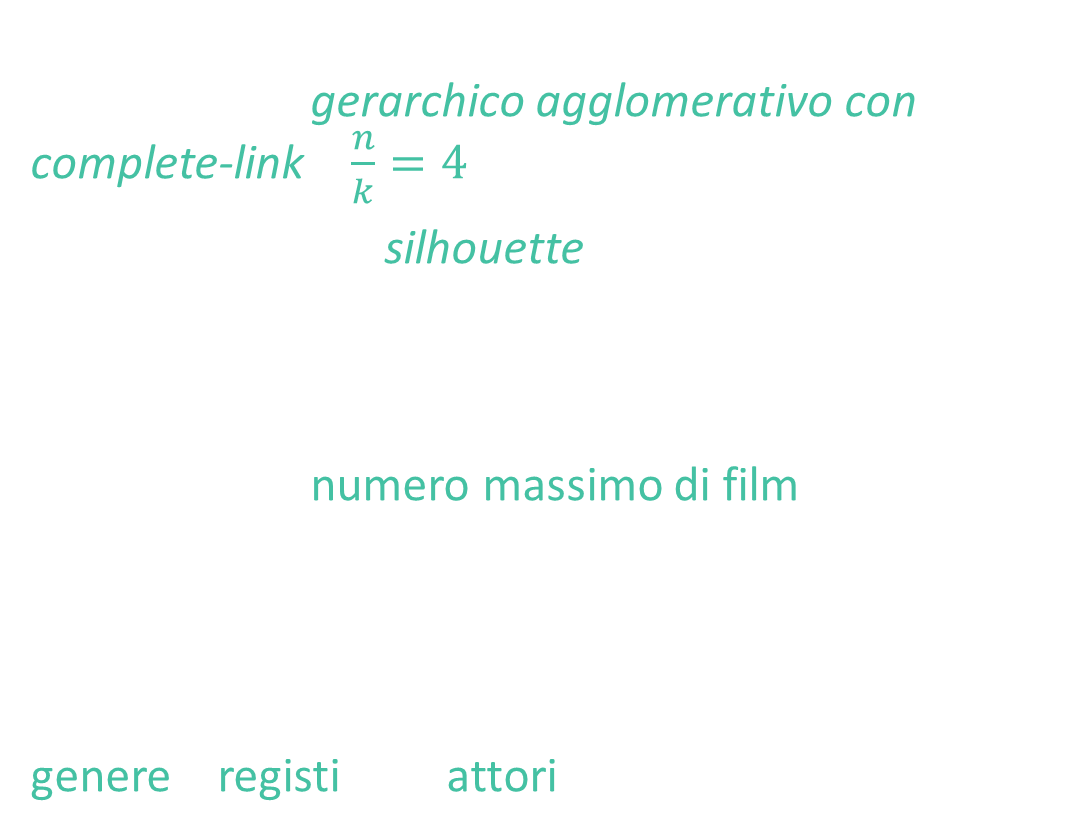 gerarchico agglomerativo con
complete-link n/k = 4
silhouette
numero massimo di film
genere registi attori